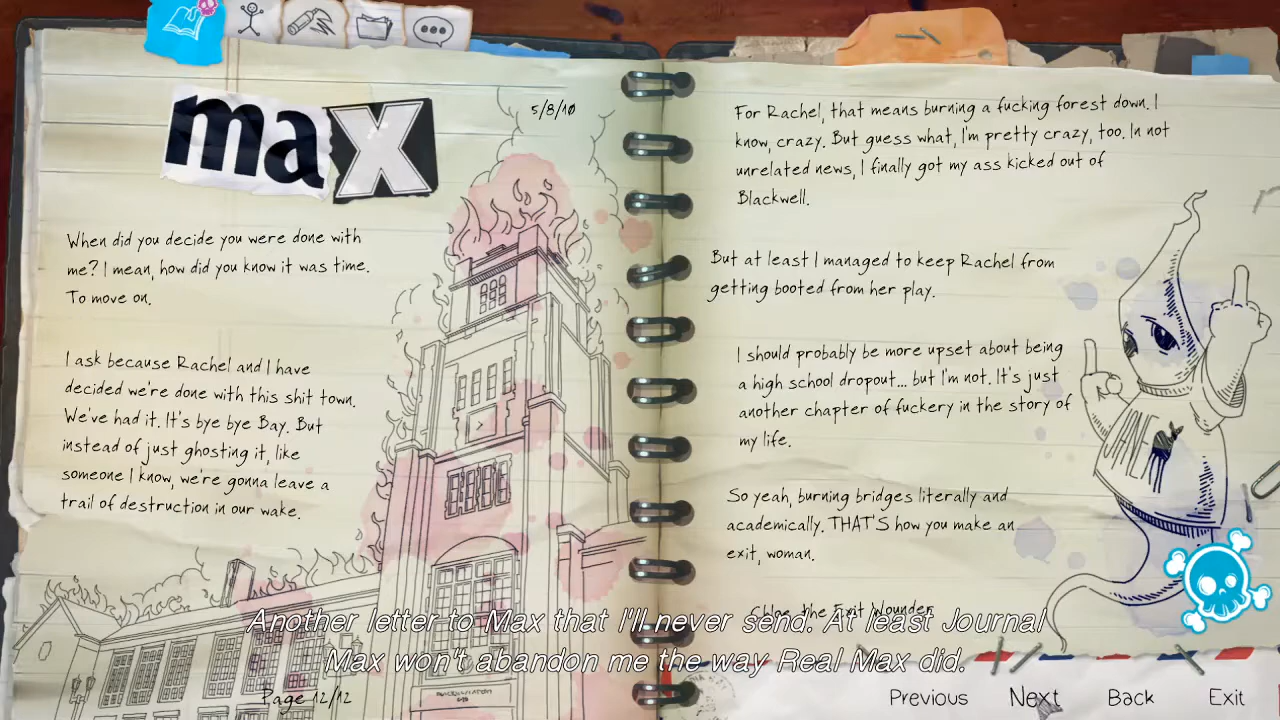 max
5/8/10
When did you decide you were done with
me? I mean, how did you know it was time.
To move on.
I ask because Rachel and I have
decided we're done with this shit town.
We've had it. It's bye bye Bay. But
instead of just ghosting it, like
someone I know, we're gonna leave a
trail of destruction in our wake.
Page 12/12
For Rachel, that means burning a fucking forest down. I
know, crazy. But guess what, I'm pretty crazy, too. In not
unrelated news, I finally got my ass kicked out of
Blackwell.
But at least I managed to keep Rachel from
getting booted from her play.
I should probably be more upset about being
a high school dropout... but I'm not. It's just
another chapter of fuckery in the story of
my life.
So yeah, burning bridges literally and
academically. THAT'S how you make an
exit, woman.
Chloe the Exit Wounder
Another letter to Max that I'll never send. At least Journal
Max won't abandon me the way Real Max did.
Previous Next Back Exit